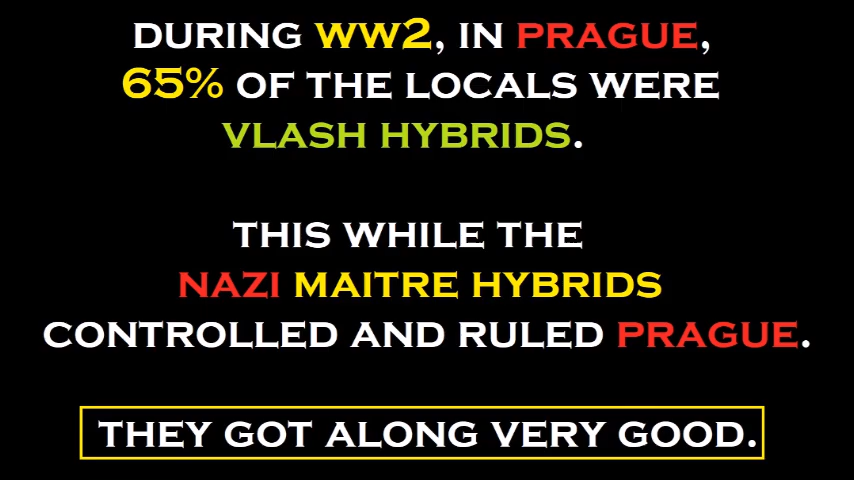 DURING WW2, IN PRAGUE,
65% OF THE LOCALS WERE
VLASH HYBRIDS.
THIS WHILE THE
NAZI MAITRE HYBRIDS
CONTROLLED AND RULED PRAGUE.
THEY GOT ALONG VERY GOOD.